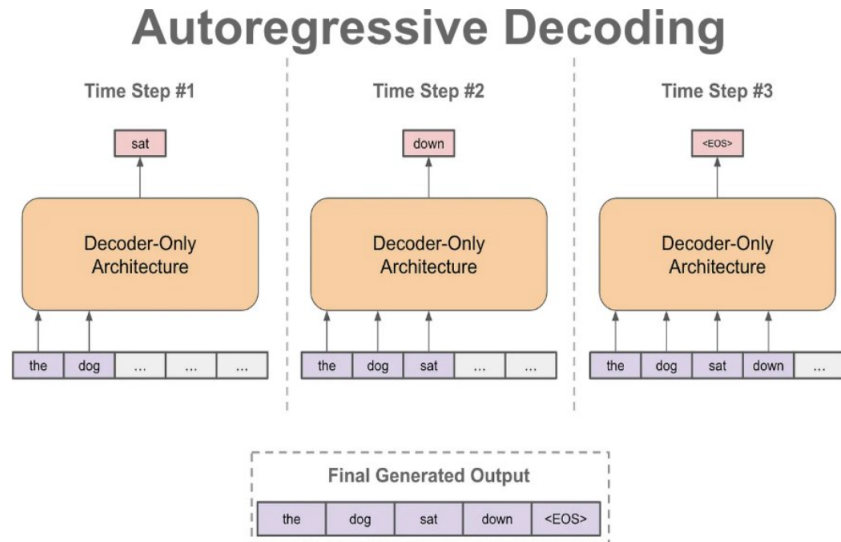 Autoregressive Decoding
Time Step #1
Time Step #2
Time Step #3
sat
down
<EOS>
Decoder-Only
Architecture
Decoder-Only
Architecture
Decoder-Only
Architecture
the dog ... ... ...
the dog sat ... ...
the dog sat down ...
Final Generated Output
the dog sat down <EOS>